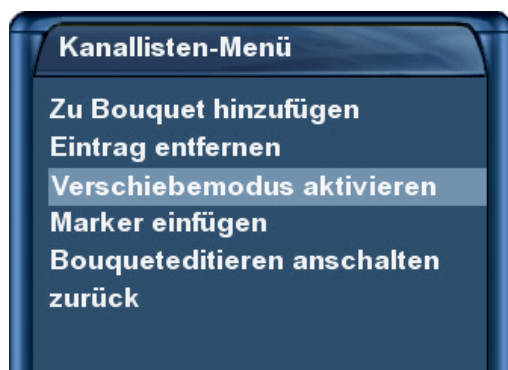 Kanallisten-Menü
Zu Bouquet hinzufügen
Eintrag entfernen
Verschiebemodus aktivieren
Marker einfügen
Bouqueteditieren anschalten
zurück